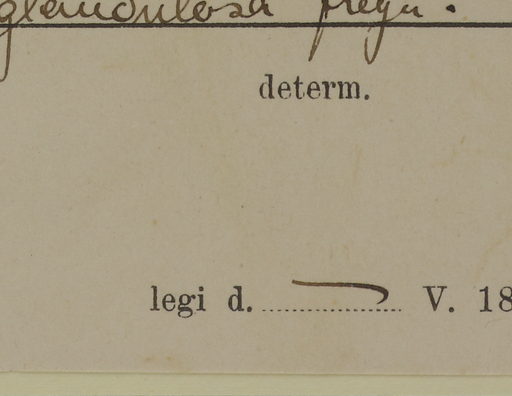 glandulosa Freyn.
determ.
legi d. V. 18